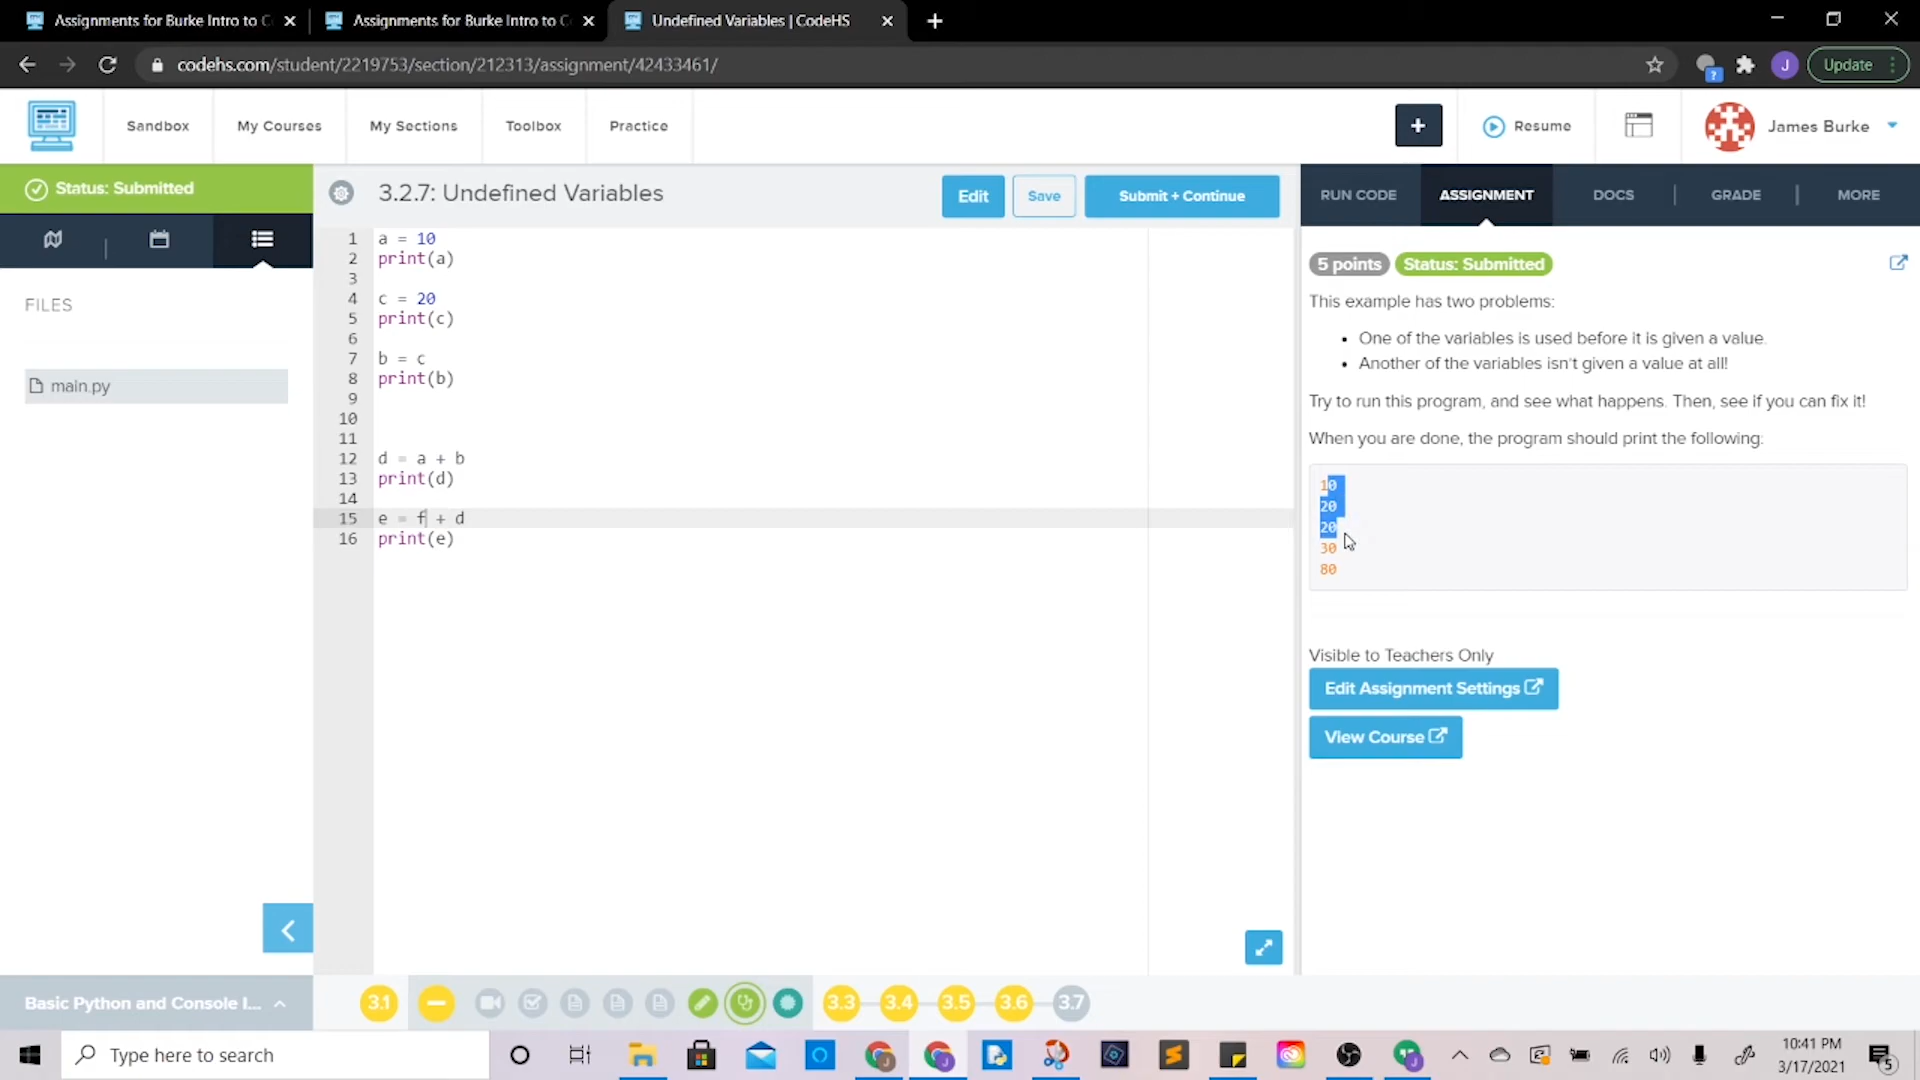 Assignments for Burke Intro to C
Assignments for Burke Intro to C
Undefined Variables | CodeHS
codehs.com/student/2219753/section/212313/assignment/42433461/
?
J
Update
Sandbox
My Courses
My Sections
Toolbox
Practice
+
Resume
James Burke
Status: Submitted
3.2.7: Undefined Variables
Edit
Save
Submit + Continue
RUN CODE
ASSIGNMENT
DOCS
GRADE
MORE
FILES
main.py
1 a = 10
2 print(a)
3
4 c = 20
5 print(c)
6
7 b = c
8 print(b)
9
10
11
12 d = a + b
13 print(d)
14
15 e = f + d
16 print(e)
5 points
Status: Submitted
This example has two problems:
• One of the variables is used before it is given a value.
• Another of the variables isn't given a value at all!
Try to run this program, and see what happens. Then, see if you can fix it!
When you are done, the program should print the following:
10
20
20
30
80
Visible to Teachers Only
Edit Assignment Settings
View Course
Basic Python and Console I...
3.1
3.3
3.4
3.5
3.6
3.7
Type here to search
J
J
10:41 PM
3/17/2021
5